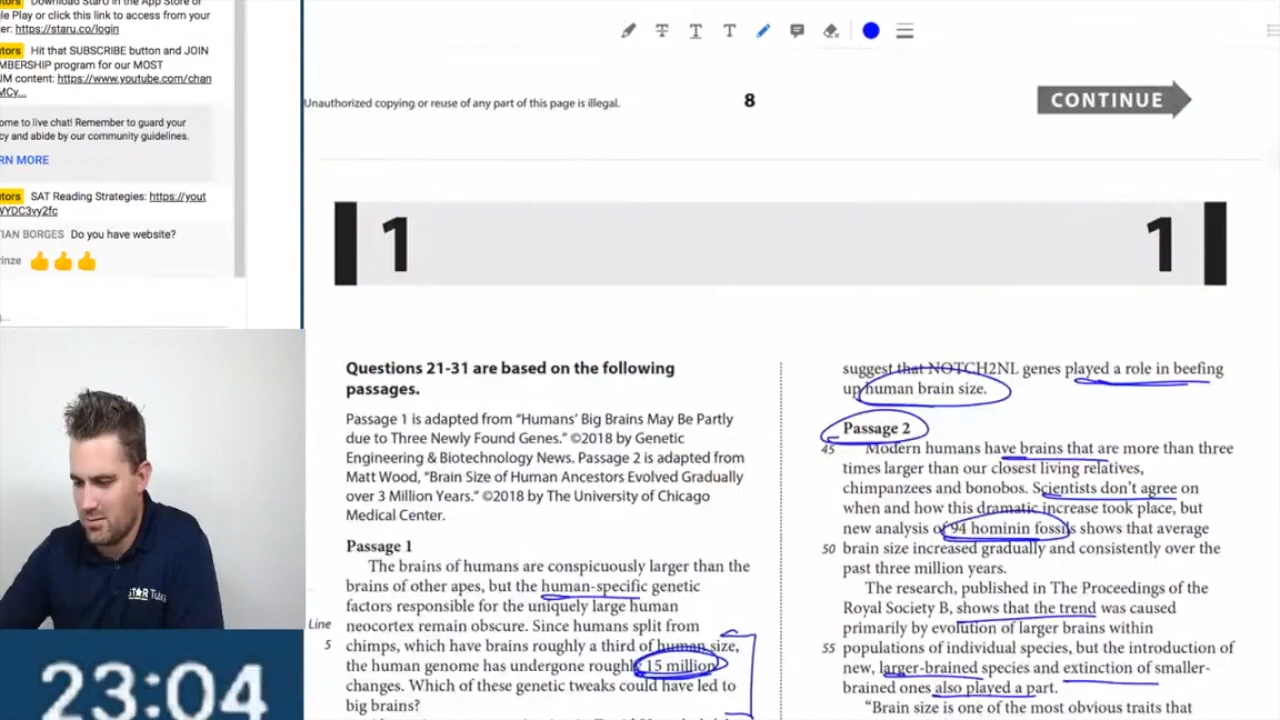 Download StarU in the App Store or
le Play or click this link to access from your
ter: https://staru.co/login
Hit that SUBSCRIBE button and JOIN
MBERSHIP program for our MOST
UM content: https://www.youtube.com/chan
MCy...
ome to live chat! Remember to guard your
cy and abide by our community guidelines.
RN MORE
tors SAT Reading Strategies: https://yout
WYDC3vy2fc
TIAN BORGES Do you have website?
rinze 👍👍👍
Unauthorized copying or reuse of any part of this page is illegal.
8
CONTINUE
1
1
Questions 21-31 are based on the following
passages.
Passage 1 is adapted from “Humans’ Big Brains May Be Partly
due to Three Newly Found Genes.” ©2018 by Genetic
Engineering & Biotechnology News. Passage 2 is adapted from
Matt Wood, “Brain Size of Human Ancestors Evolved Gradually
over 3 Million Years.” ©2018 by The University of Chicago
Medical Center.
Passage 1
The brains of humans are conspicuously larger than the
brains of other apes, but the human-specific genetic
factors responsible for the uniquely large human
Line neocortex remain obscure. Since humans split from
5 chimps, which have brains roughly a third of human size,
the human genome has undergone roughly 15 million
changes. Which of these genetic tweaks could have led to
big brains?
suggest that NOTCH2NL genes played a role in beefing
up human brain size.
Passage 2
45 Modern humans have brains that are more than three
times larger than our closest living relatives,
chimpanzees and bonobos. Scientists don’t agree on
when and how this dramatic increase took place, but
new analysis of 94 hominin fossils shows that average
50 brain size increased gradually and consistently over the
past three million years.
The research, published in The Proceedings of the
Royal Society B, shows that the trend was caused
primarily by evolution of larger brains within
55 populations of individual species, but the introduction of
new, larger-brained species and extinction of smaller-
brained ones also played a part.
“Brain size is one of the most obvious traits that
23:04